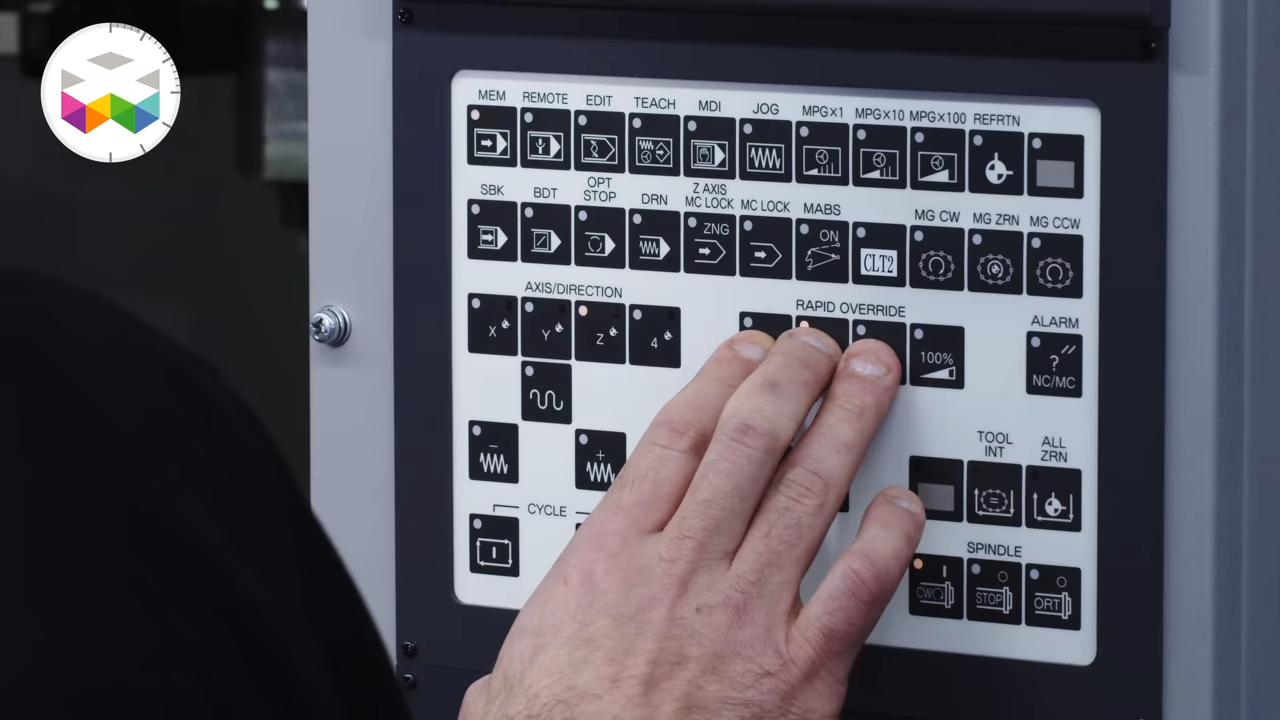 MEM REMOTE EDIT TEACH MDI JOG MPG×1 MPG×10 MPG×100 REFRTN
SBK BDT OPT STOP DRN Z AXIS MC LOCK MC LOCK MABS MG CW MG ZRN MG CCW
ZNG ON CLT2
AXIS/DIRECTION RAPID OVERRIDE ALARM
X Y Z 4 100% ? NC/MC
− + TOOL INT ALL ZRN
CYCLE
SPINDLE
CW STOP ORT